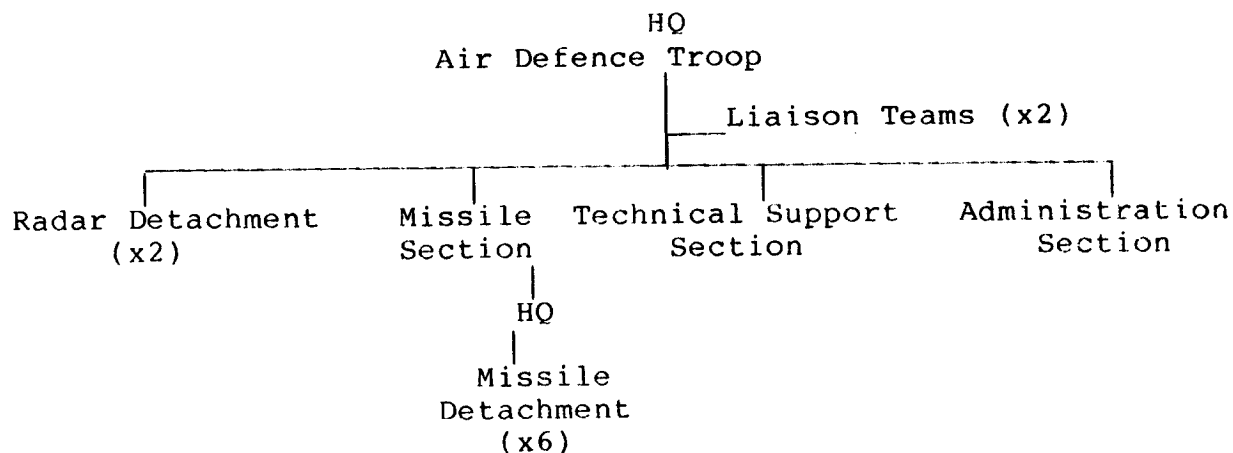 HQ
Air Defence Troop
Liaison Teams (x2)
Radar Detachment
(x2)
Missile
Section
Technical Support
Section
Administration
Section
HQ
Missile
Detachment
(x6)